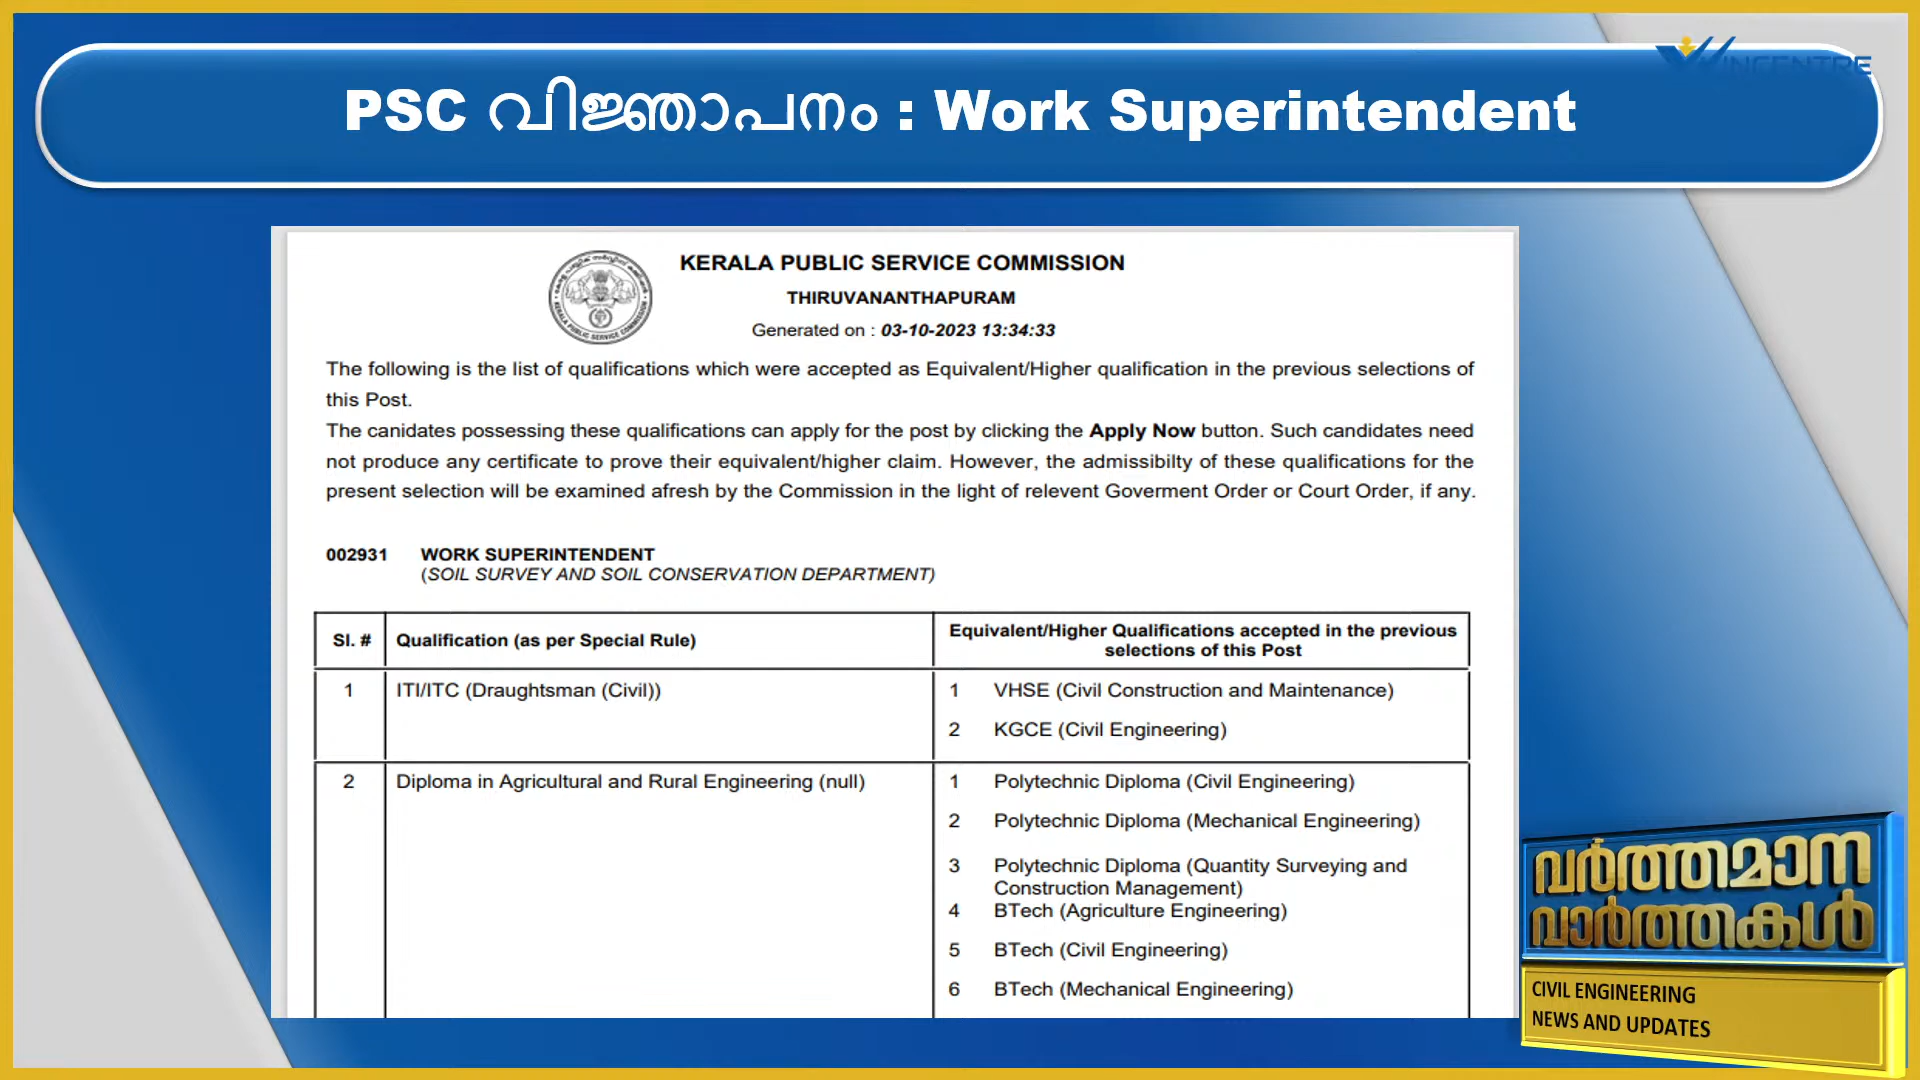 WINCENTRE
PSC വിജ്ഞാപനം : Work Superintendent
KERALA PUBLIC SERVICE COMMISSION
THIRUVANANTHAPURAM
Generated on : 03-10-2023 13:34:33
The following is the list of qualifications which were accepted as Equivalent/Higher qualification in the previous selections of
this Post.
The canidates possessing these qualifications can apply for the post by clicking the Apply Now button. Such candidates need
not produce any certificate to prove their equivalent/higher claim. However, the admissibilty of these qualifications for the
present selection will be examined afresh by the Commission in the light of relevent Goverment Order or Court Order, if any.
002931 WORK SUPERINTENDENT
(SOIL SURVEY AND SOIL CONSERVATION DEPARTMENT)
Sl. # Qualification (as per Special Rule) Equivalent/Higher Qualifications accepted in the previous
selections of this Post
1 ITI/ITC (Draughtsman (Civil)) 1 VHSE (Civil Construction and Maintenance)
2 KGCE (Civil Engineering)
2 Diploma in Agricultural and Rural Engineering (null) 1 Polytechnic Diploma (Civil Engineering)
2 Polytechnic Diploma (Mechanical Engineering)
3 Polytechnic Diploma (Quantity Surveying and
Construction Management)
4 BTech (Agriculture Engineering)
5 BTech (Civil Engineering)
6 BTech (Mechanical Engineering)
വർത്തമാന
വാർത്തകൾ
CIVIL ENGINEERING
NEWS AND UPDATES